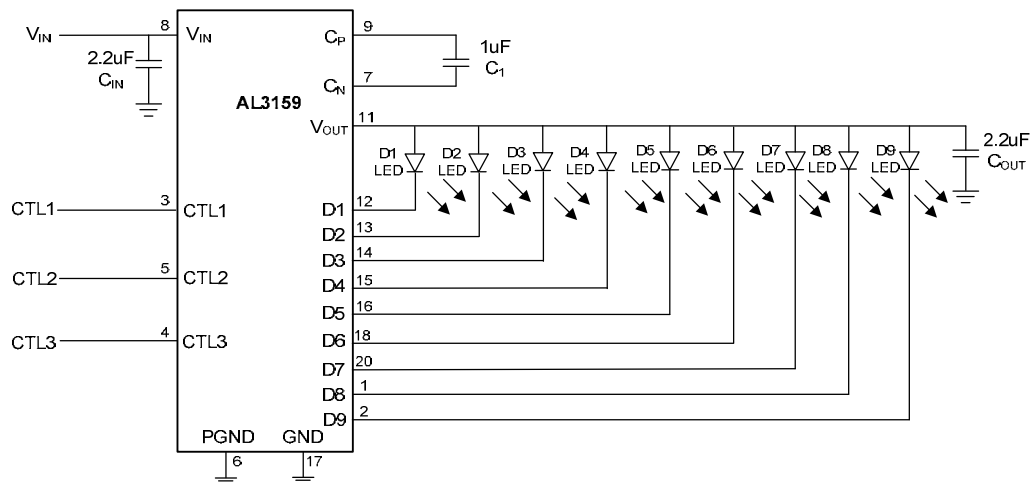 VIN
8
VIN
2.2uF
CIN
AL3159
CP
9
1uF
C1
CN
7
VOUT
11
D1
LED
D2
LED
D3
LED
D4
LED
D5
LED
D6
LED
D7
LED
D8
LED
D9
LED
2.2uF
COUT
CTL1
3
CTL1
D1
12
D2
13
D3
14
CTL2
5
CTL2
D4
15
D5
16
CTL3
4
CTL3
D6
18
D7
20
D8
1
D9
2
PGND
GND
6
17